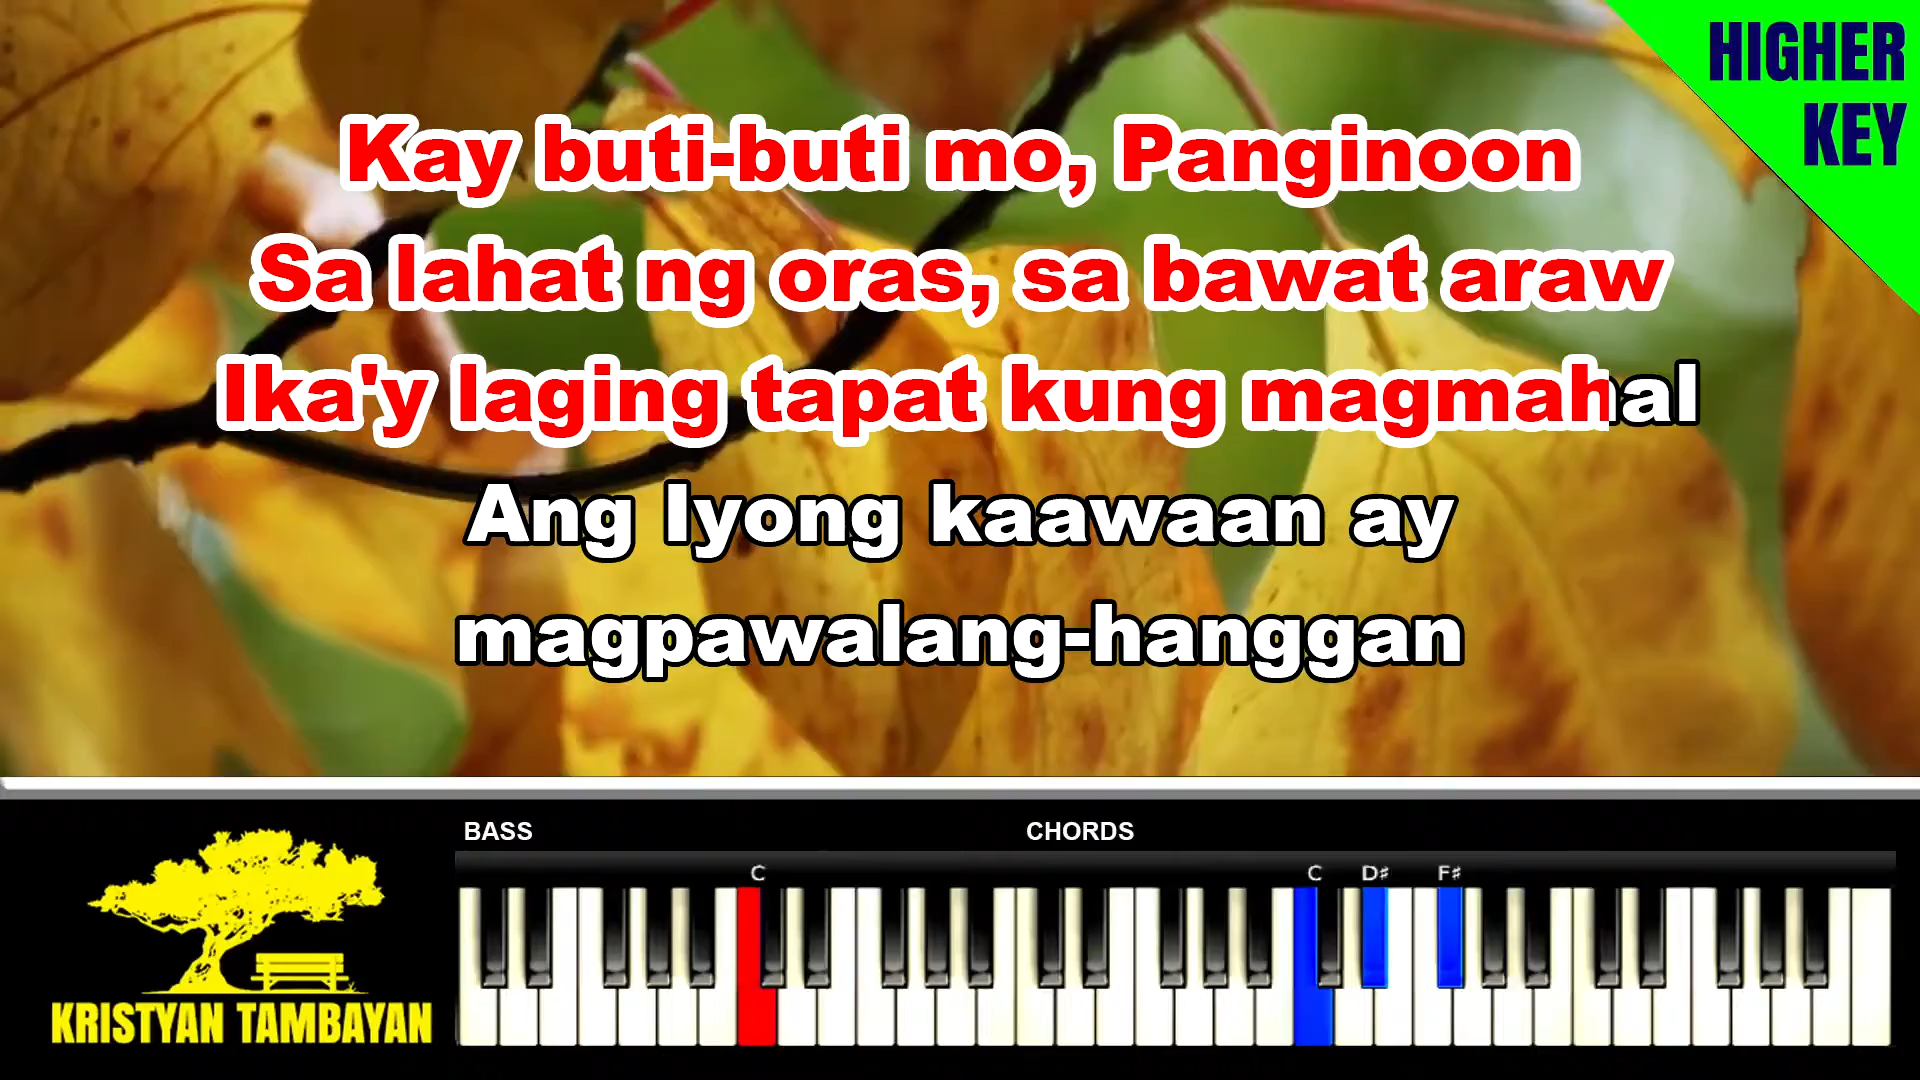 HIGHER
KEY
Kay buti-buti mo, Panginoon
Sa lahat ng oras, sa bawat araw
Ika'y laging tapat kung magmahal
Ang Iyong kaawaan ay
magpawalang-hanggan
BASS
CHORDS
C
C
D♯
F♯
KRISTYAN TAMBAYAN